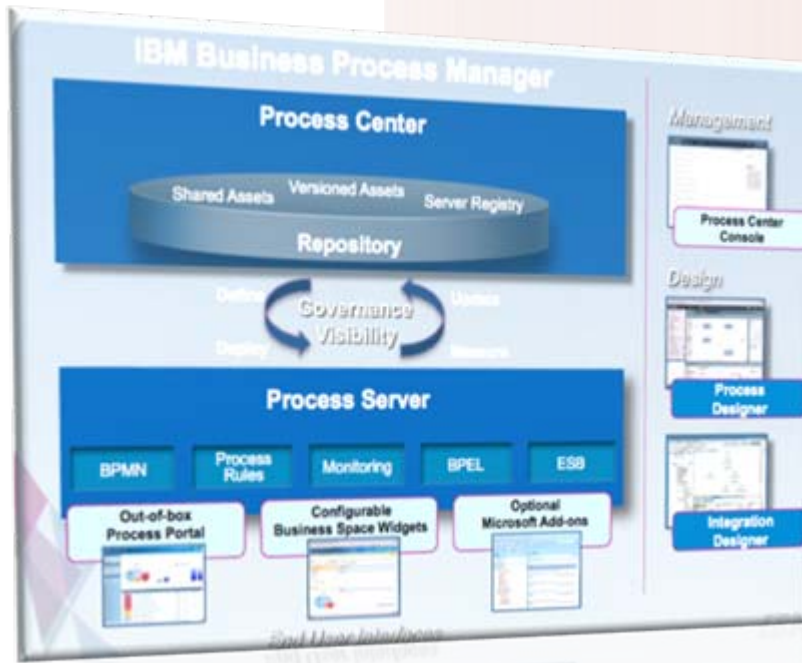 IBM Business Process Manager
Process Center
Shared Assets
Versioned Assets
Server Registry
Repository
Define
Update
Governance
Visibility
Deploy
Measure
Process Server
BPMN
Process
Rules
Monitoring
BPEL
ESB
Out-of-box
Process Portal
Configurable
Business Space Widgets
Optional
Microsoft Add-ons
End User Interfaces
Management
Process Center
Console
Design
Process
Designer
Integration
Designer